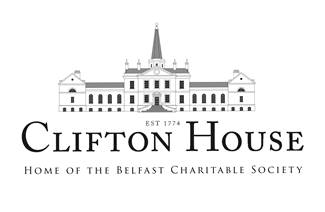 EST 1774
CLIFTON HOUSE
HOME OF THE BELFAST CHARITABLE SOCIETY